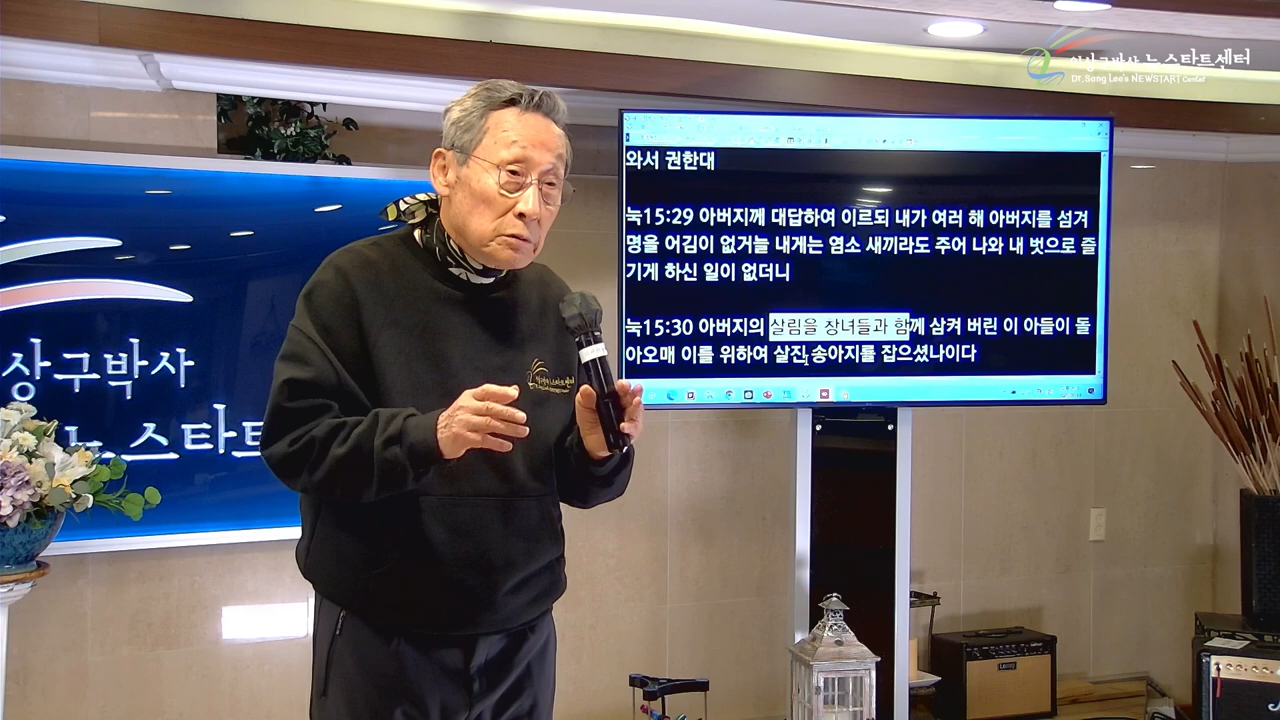 이상구박사 뉴스타트센터
Dr.Sang Lee's NEWSTART Center
와서 권한대
눅15:29 아버지께 대답하여 이르되 내가 여러 해 아버지를 섬겨
명을 어김이 없거늘 내게는 염소 새끼라도 주어 나와 내 벗으로 즐
기게 하신 일이 없더니
눅15:30 아버지의 살림을 창녀들과 함께 삼켜 버린 이 아들이 돌
아오매 이를 위하여 살진 송아지를 잡으셨나이다
상구박사
뉴스타트